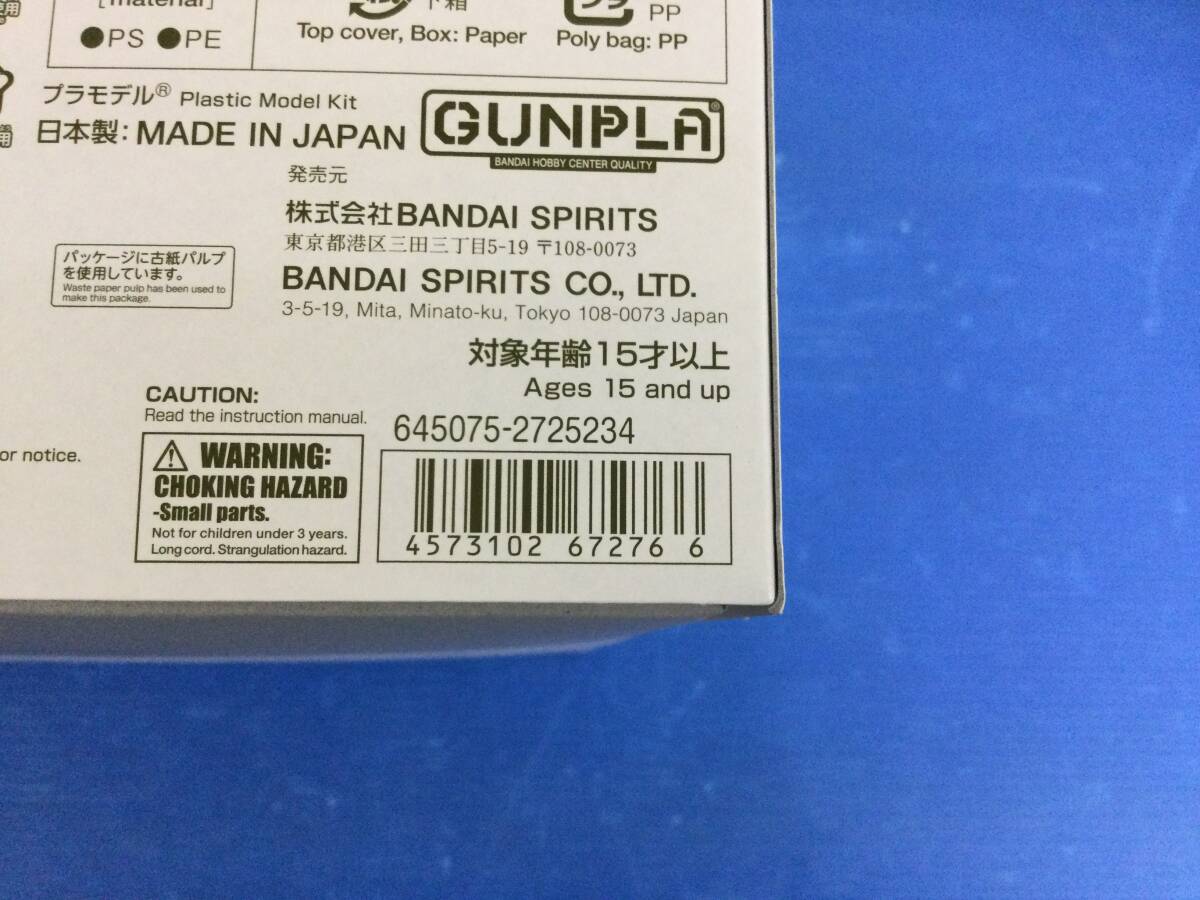 [material]
●PS ●PE
下箱
Top cover, Box: Paper
プラ
PP
Poly bag: PP
プラモデル® Plastic Model Kit
日本製: MADE IN JAPAN
GUNPLA®
BANDAI HOBBY CENTER QUALITY
発売元
株式会社BANDAI SPIRITS
東京都港区三田三丁目5-19 〒108-0073
BANDAI SPIRITS CO., LTD.
3-5-19, Mita, Minato-ku, Tokyo 108-0073 Japan
パッケージに古紙パルプ
を使用しています。
Waste paper pulp has been used to
make this package.
対象年齢15才以上
Ages 15 and up
CAUTION:
Read the instruction manual.
or notice.
WARNING:
CHOKING HAZARD
-Small parts.
Not for children under 3 years.
Long cord. Strangulation hazard.
645075-2725234
4573102 67276 6